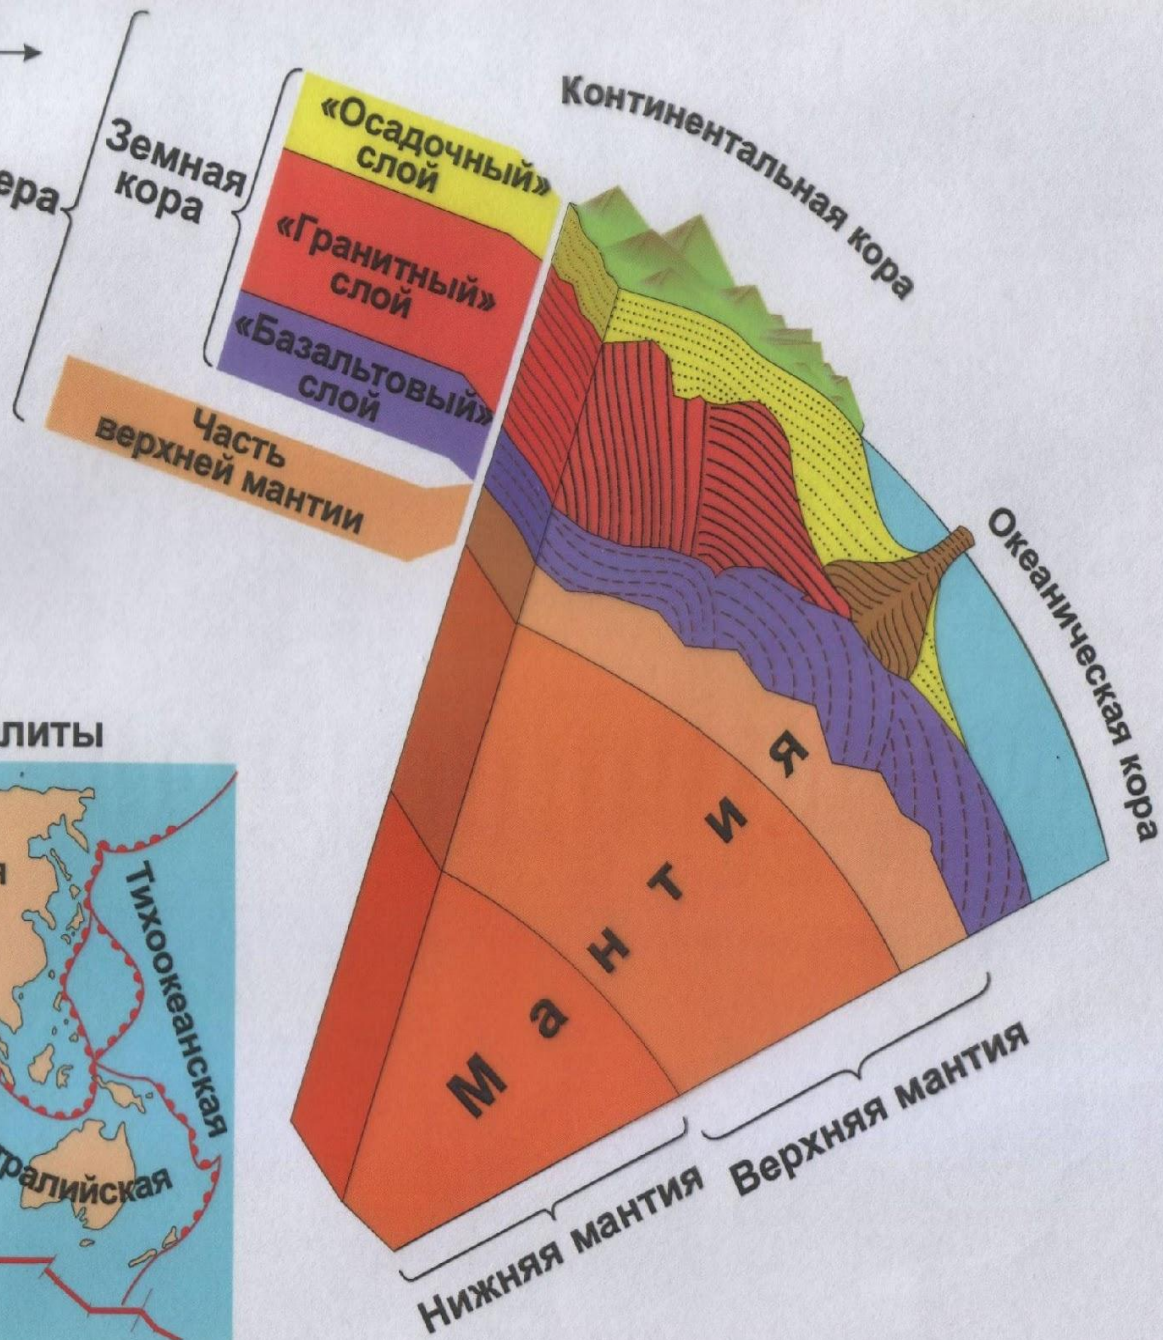 Континентальная кора
«Осадочный»
слой
Земная
кора
«Гранитный»
слой
«Базальтовый»
слой
Часть
верхней мантии
Океаническая кора
Мантия
Верхняя мантия
Нижняя мантия
Тихоокеанская